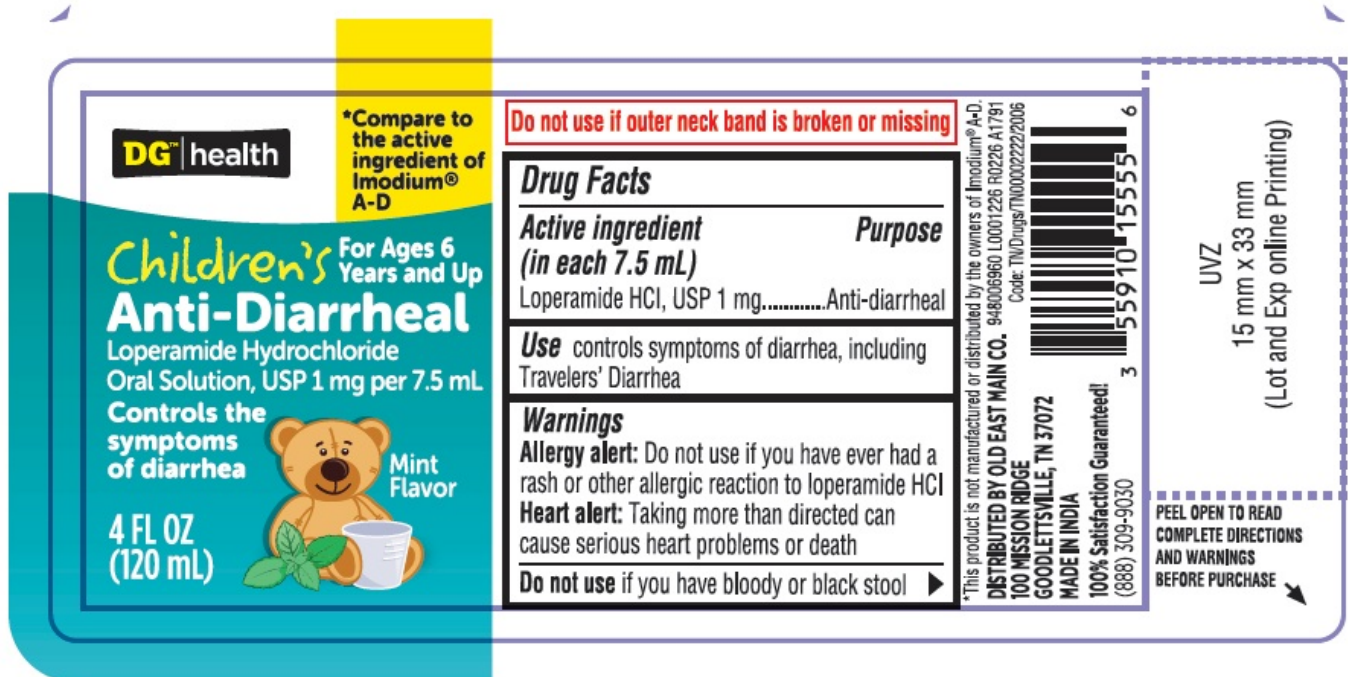 DG™ health
*Compare to
the active
ingredient of
Imodium®
A-D
Children's
For Ages 6
Years and Up
Anti-Diarrheal
Loperamide Hydrochloride
Oral Solution, USP 1 mg per 7.5 mL
Controls the
symptoms
of diarrhea
Mint
Flavor
4 FL OZ
(120 mL)
Do not use if outer neck band is broken or missing
Drug Facts
Active ingredient Purpose
(in each 7.5 mL)
Loperamide HCl, USP 1 mg............Anti-diarrheal
Use controls symptoms of diarrhea, including
Travelers' Diarrhea
Warnings
Allergy alert: Do not use if you have ever had a
rash or other allergic reaction to loperamide HCl
Heart alert: Taking more than directed can
cause serious heart problems or death
Do not use if you have bloody or black stool
*This product is not manufactured or distributed by the owners of Imodium® A-D.
DISTRIBUTED BY OLD EAST MAIN CO. 948006960 L0001226 R0226 A1791
100 MISSION RIDGE Code: TN/Drugs/TN00002222/2006
GOODLETTSVILLE, TN 37072
MADE IN INDIA
100% Satisfaction Guaranteed!
(888) 309-9030
3 55910 15555 6
UVZ
15 mm x 33 mm
(Lot and Exp online Printing)
PEEL OPEN TO READ
COMPLETE DIRECTIONS
AND WARNINGS
BEFORE PURCHASE